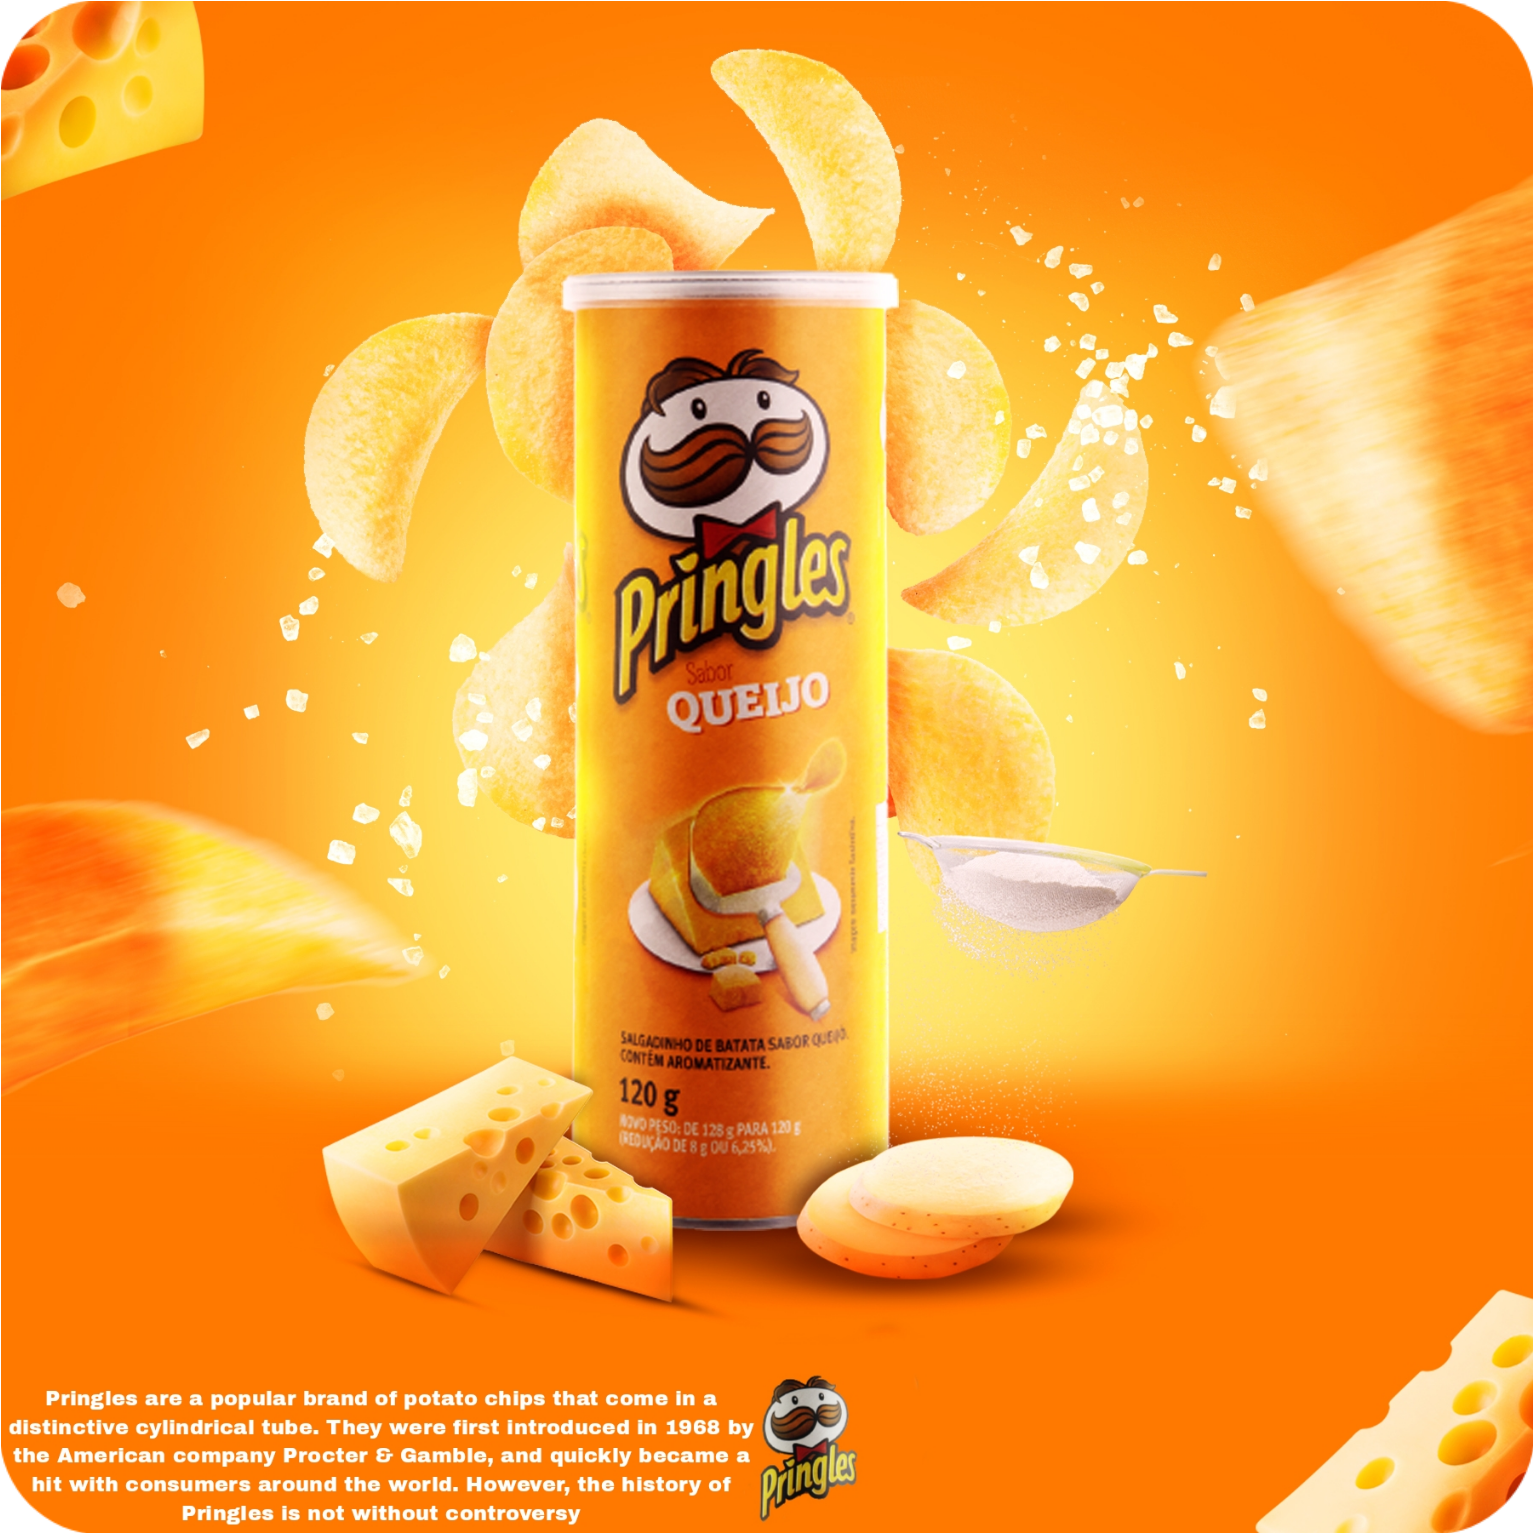 Pringles
Sabor
QUEIJO
SALGADINHO DE BATATA SABOR QUEIJO.
CONTÉM AROMATIZANTE.
120 g
NOVO PESO: DE 128 g PARA 120 g
(REDUÇÃO DE 8 g OU 6,25%).
Pringles are a popular brand of potato chips that come in a
distinctive cylindrical tube. They were first introduced in 1968 by
the American company Procter & Gamble, and quickly became a
hit with consumers around the world. However, the history of
Pringles is not without controversy
Pringles